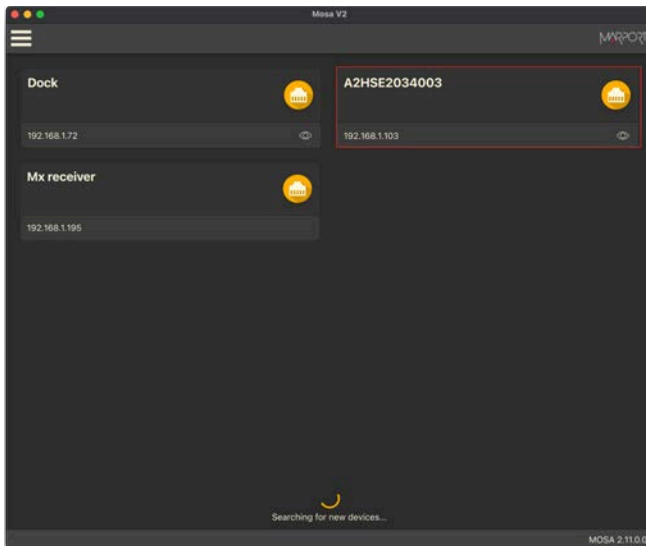 Mosa V2
MARPORT
Dock
192.168.1.72
A2HSE2034003
192.168.1.103
Mx receiver
192.168.1.195
Searching for new devices...
MOSA 2.11.0.0